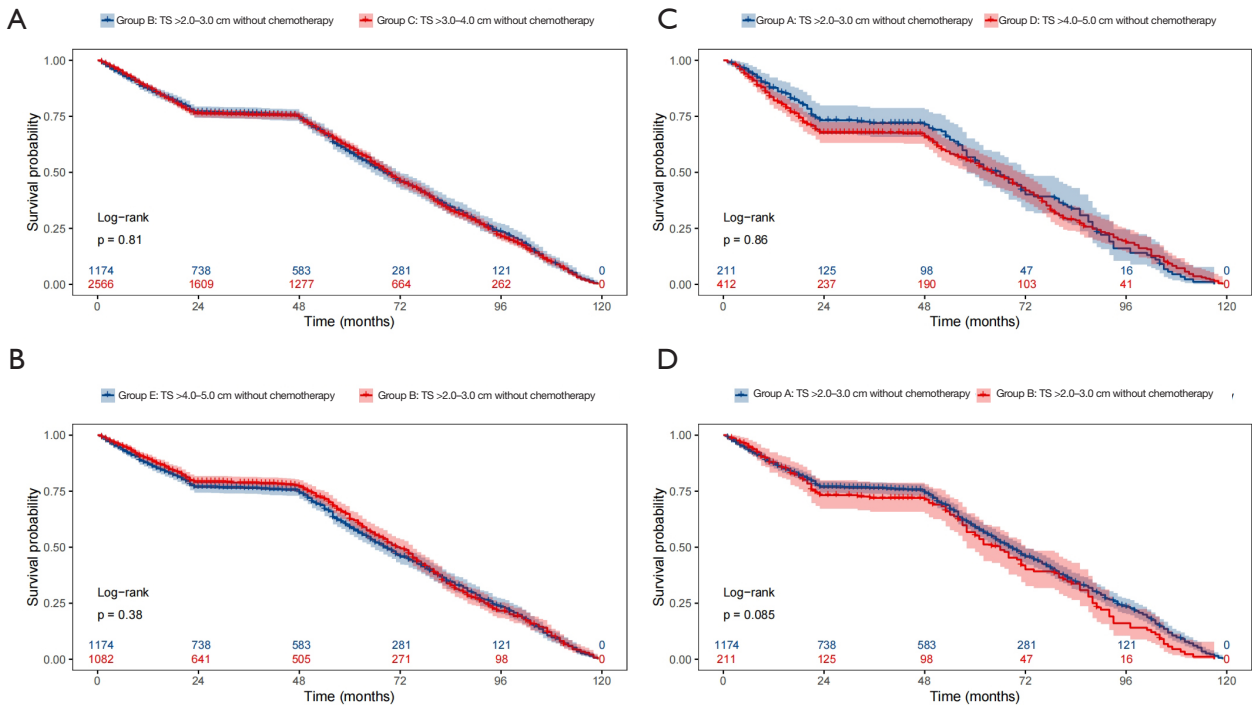 A
Group B: TS >2.0–3.0 cm without chemotherapy Group C: TS >3.0–4.0 cm without chemotherapy
1.00
0.75
0.50
0.25
0.00
Survival probability
Log−rank
p = 0.81
1174 738 583 281 121 0
2566 1609 1277 664 262 0
0 24 48 72 96 120
Time (months)
C
Group A: TS >2.0–3.0 cm without chemotherapy Group D: TS >4.0–5.0 cm without chemotherapy
1.00
0.75
0.50
0.25
0.00
Survival probability
Log−rank
p = 0.86
211 125 98 47 16 0
412 237 190 103 41 0
0 24 48 72 96 120
Time (months)
B
Group E: TS >4.0–5.0 cm without chemotherapy Group B: TS >2.0–3.0 cm without chemotherapy
1.00
0.75
0.50
0.25
0.00
Survival probability
Log−rank
p = 0.38
1174 738 583 281 121 0
1082 641 505 271 98 0
0 24 48 72 96 120
Time (months)
D
Group A: TS >2.0–3.0 cm without chemotherapy Group B: TS >2.0–3.0 cm without chemotherapy
1.00
0.75
0.50
0.25
0.00
Survival probability
Log−rank
p = 0.085
1174 738 583 281 121 0
211 125 98 47 16 0
0 24 48 72 96 120
Time (months)